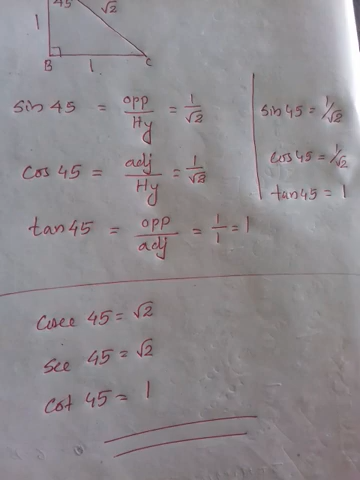 45 √2
1
B 1 C
sin 45 = opp/Hy = 1/√2
cos 45 = adj/Hy = 1/√2
tan 45 = opp/adj = 1/1 = 1
sin 45 = 1/√2
cos 45 = 1/√2
tan 45 = 1
cosec 45 = √2
sec 45 = √2
cot 45 = 1